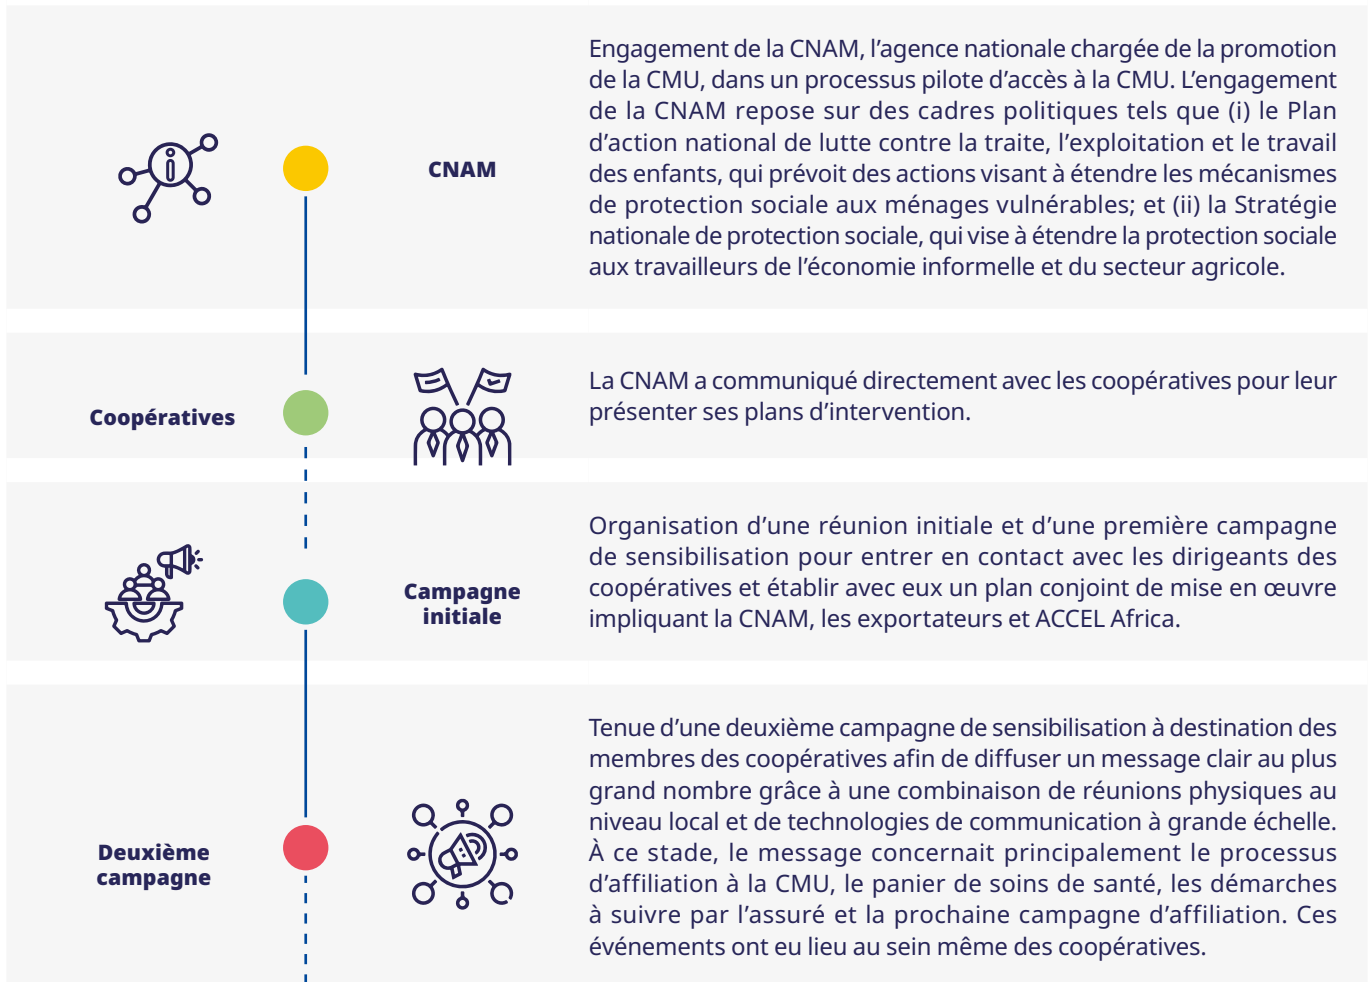 CNAM
Engagement de la CNAM, l’agence nationale chargée de la promotion
de la CMU, dans un processus pilote d’accès à la CMU. L’engagement
de la CNAM repose sur des cadres politiques tels que (i) le Plan
d’action national de lutte contre la traite, l’exploitation et le travail
des enfants, qui prévoit des actions visant à étendre les mécanismes
de protection sociale aux ménages vulnérables; et (ii) la Stratégie
nationale de protection sociale, qui vise à étendre la protection sociale
aux travailleurs de l’économie informelle et du secteur agricole.
Coopératives
La CNAM a communiqué directement avec les coopératives pour leur
présenter ses plans d’intervention.
Campagne
initiale
Organisation d’une réunion initiale et d’une première campagne
de sensibilisation pour entrer en contact avec les dirigeants des
coopératives et établir avec eux un plan conjoint de mise en œuvre
impliquant la CNAM, les exportateurs et ACCEL Africa.
Deuxième
campagne
Tenue d’une deuxième campagne de sensibilisation à destination des
membres des coopératives afin de diffuser un message clair au plus
grand nombre grâce à une combinaison de réunions physiques au
niveau local et de technologies de communication à grande échelle.
À ce stade, le message concernait principalement le processus
d’affiliation à la CMU, le panier de soins de santé, les démarches
à suivre par l’assuré et la prochaine campagne d’affiliation. Ces
événements ont eu lieu au sein même des coopératives.